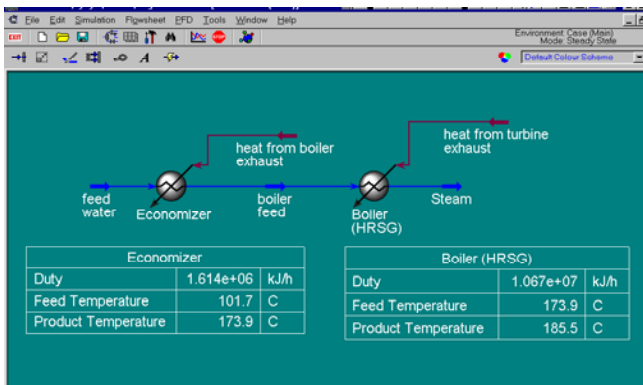 File Edit Simulation Flowsheet PFD Tools Window Help
EXIT
Environment: Case (Main)
Mode: Steady State
A
Default Colour Scheme
heat from boiler
exhaust
heat from turbine
exhaust
feed
water
Economizer
boiler
feed
Boiler
(HRSG)
Steam
Economizer
Duty 1.614e+06 kJ/h
Feed Temperature 101.7 C
Product Temperature 173.9 C
Boiler (HRSG)
Duty 1.067e+07 kJ/h
Feed Temperature 173.9 C
Product Temperature 185.5 C